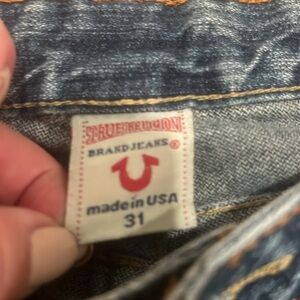 TRUE RELIGION
BRAND JEANS ®
made in USA
31